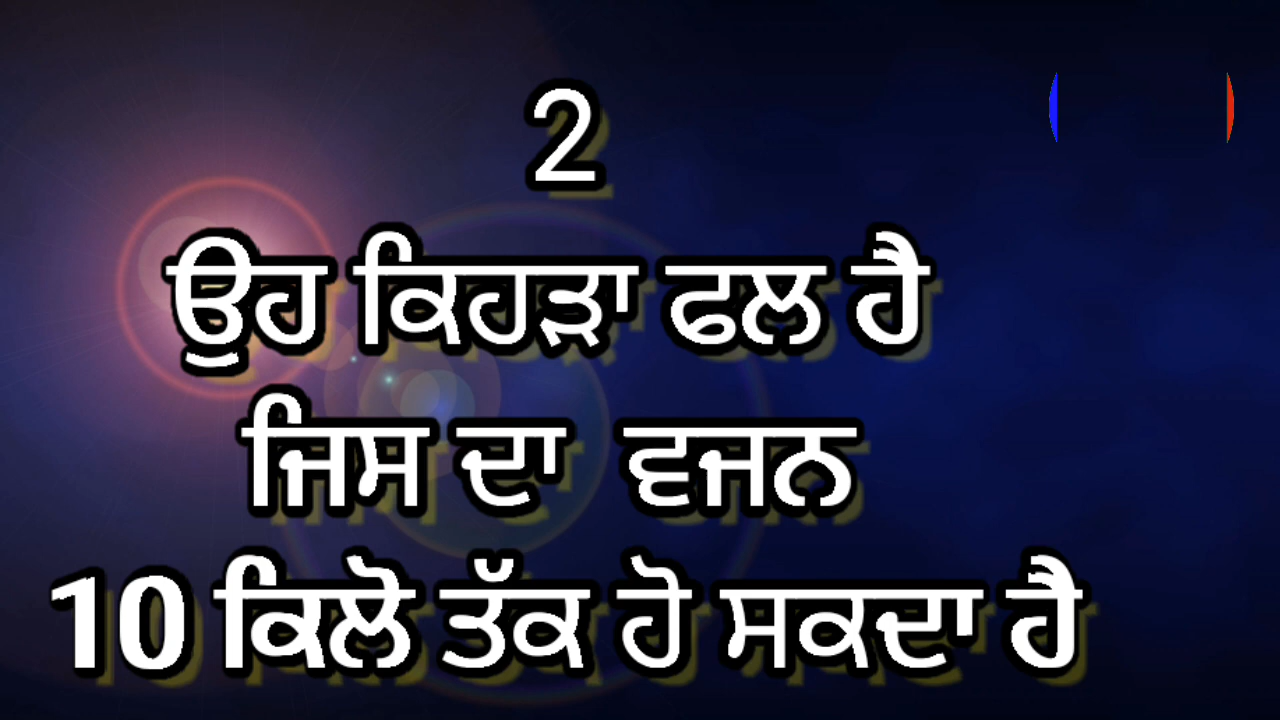 2
ਉਹ ਕਿਹੜਾ ਫਲ ਹੈ
ਜਿਸ ਦਾ ਵਜਨ
10 ਕਿਲੋ ਤੱਕ ਹੋ ਸਕਦਾ ਹੈ